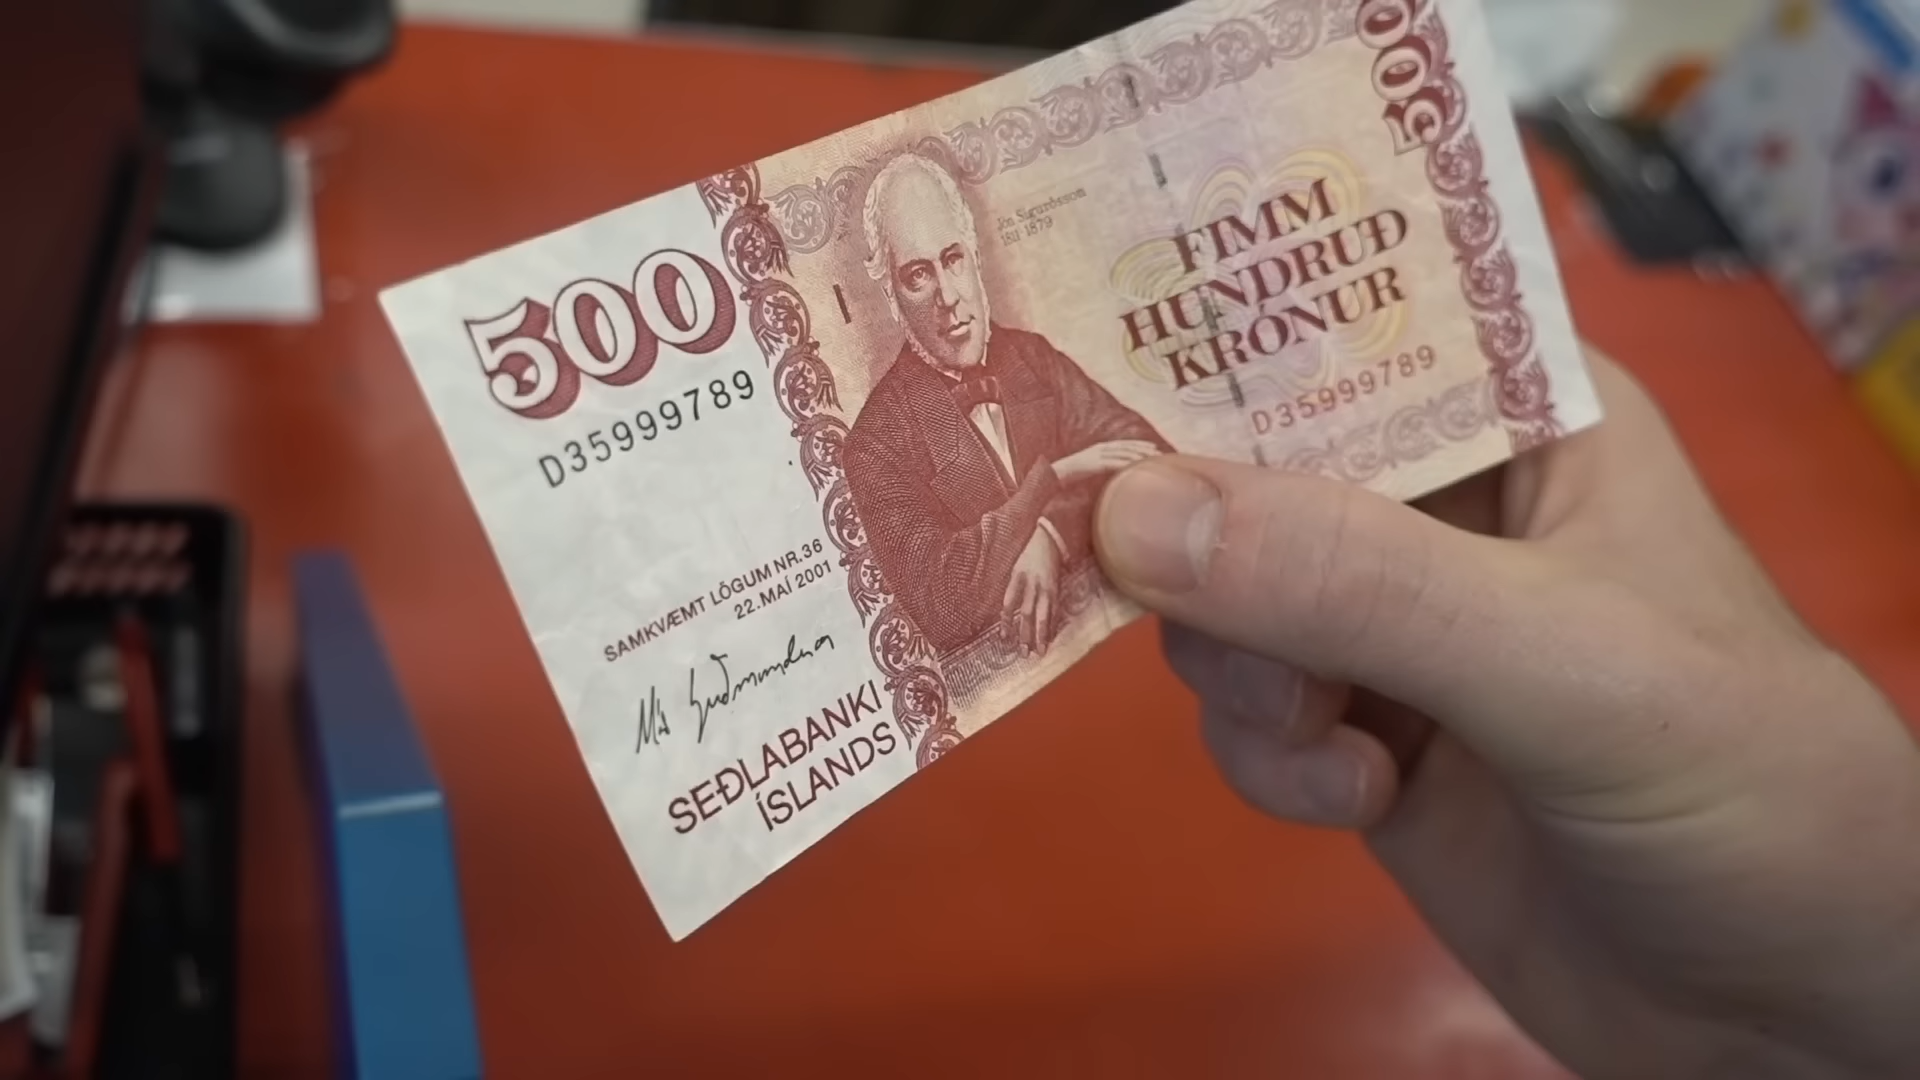 500
D35999789
SAMKVÆMT LÖGUM NR.36
22.MAÍ 2001
SEÐLABANKI
ÍSLANDS
Jón Sigurðsson
1811-1879
FIMM
HUNDRUÐ
KRÓNUR
D35999789
500